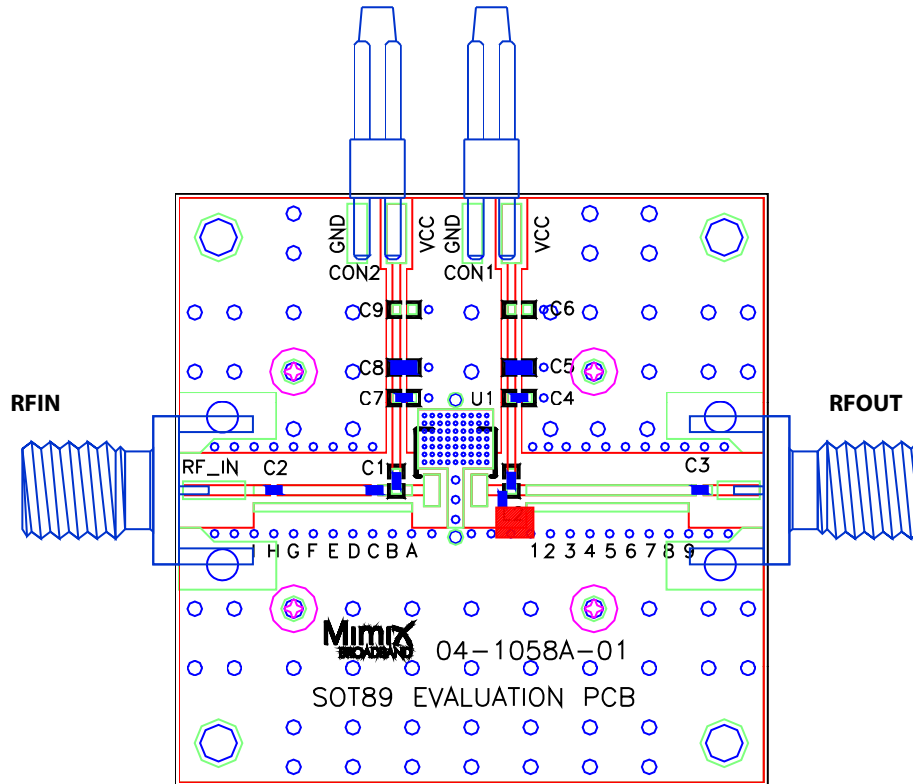 GND VCC GND VCC
CON2 CON1
C9 C6
C8 C5
C7 U1 C4
RFIN RFOUT
RF_IN C2 C1 C3
H G F E D C B A 1 2 3 4 5 6 7 8 9
Mimix
BROADBAND
04-1058A-01
SOT89 EVALUATION PCB